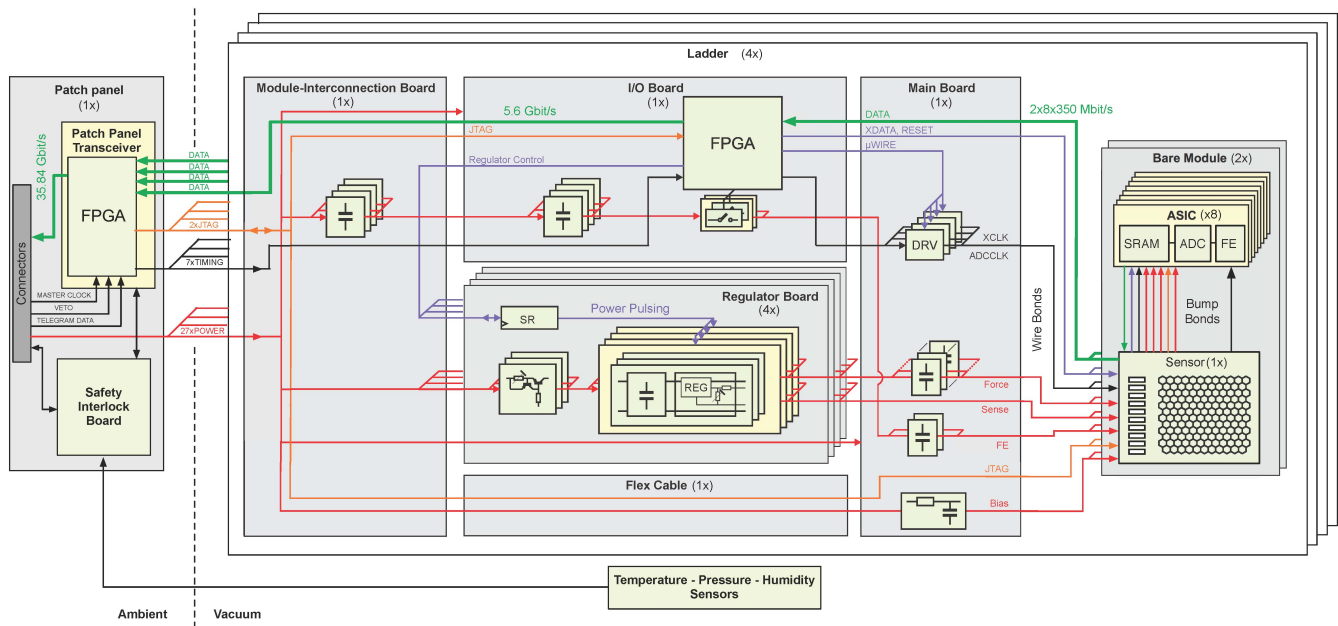 Ladder (4x)
Patch panel
(1x)
Patch Panel
Transceiver
FPGA
35.84 Gbit/s
Connectors
DATA
DATA
DATA
DATA
2xJTAG
7xTIMING
MASTER CLOCK
VETO
TELEGRAM DATA
27xPOWER
Safety
Interlock
Board
Module-Interconnection Board
(1x)
I/O Board
(1x)
5.6 Gbit/s
JTAG
Regulator Control
FPGA
Regulator Board
(4x)
SR
Power Pulsing
REG
Flex Cable (1x)
Main Board
(1x)
DATA
XDATA, RESET
µWIRE
DRV
XCLK
ADCCLK
Force
Sense
FE
JTAG
Bias
Wire Bonds
2x8x350 Mbit/s
Bare Module (2x)
ASIC (x8)
SRAM
ADC
FE
Bump
Bonds
Sensor(1x)
Temperature - Pressure - Humidity
Sensors
Ambient
Vacuum